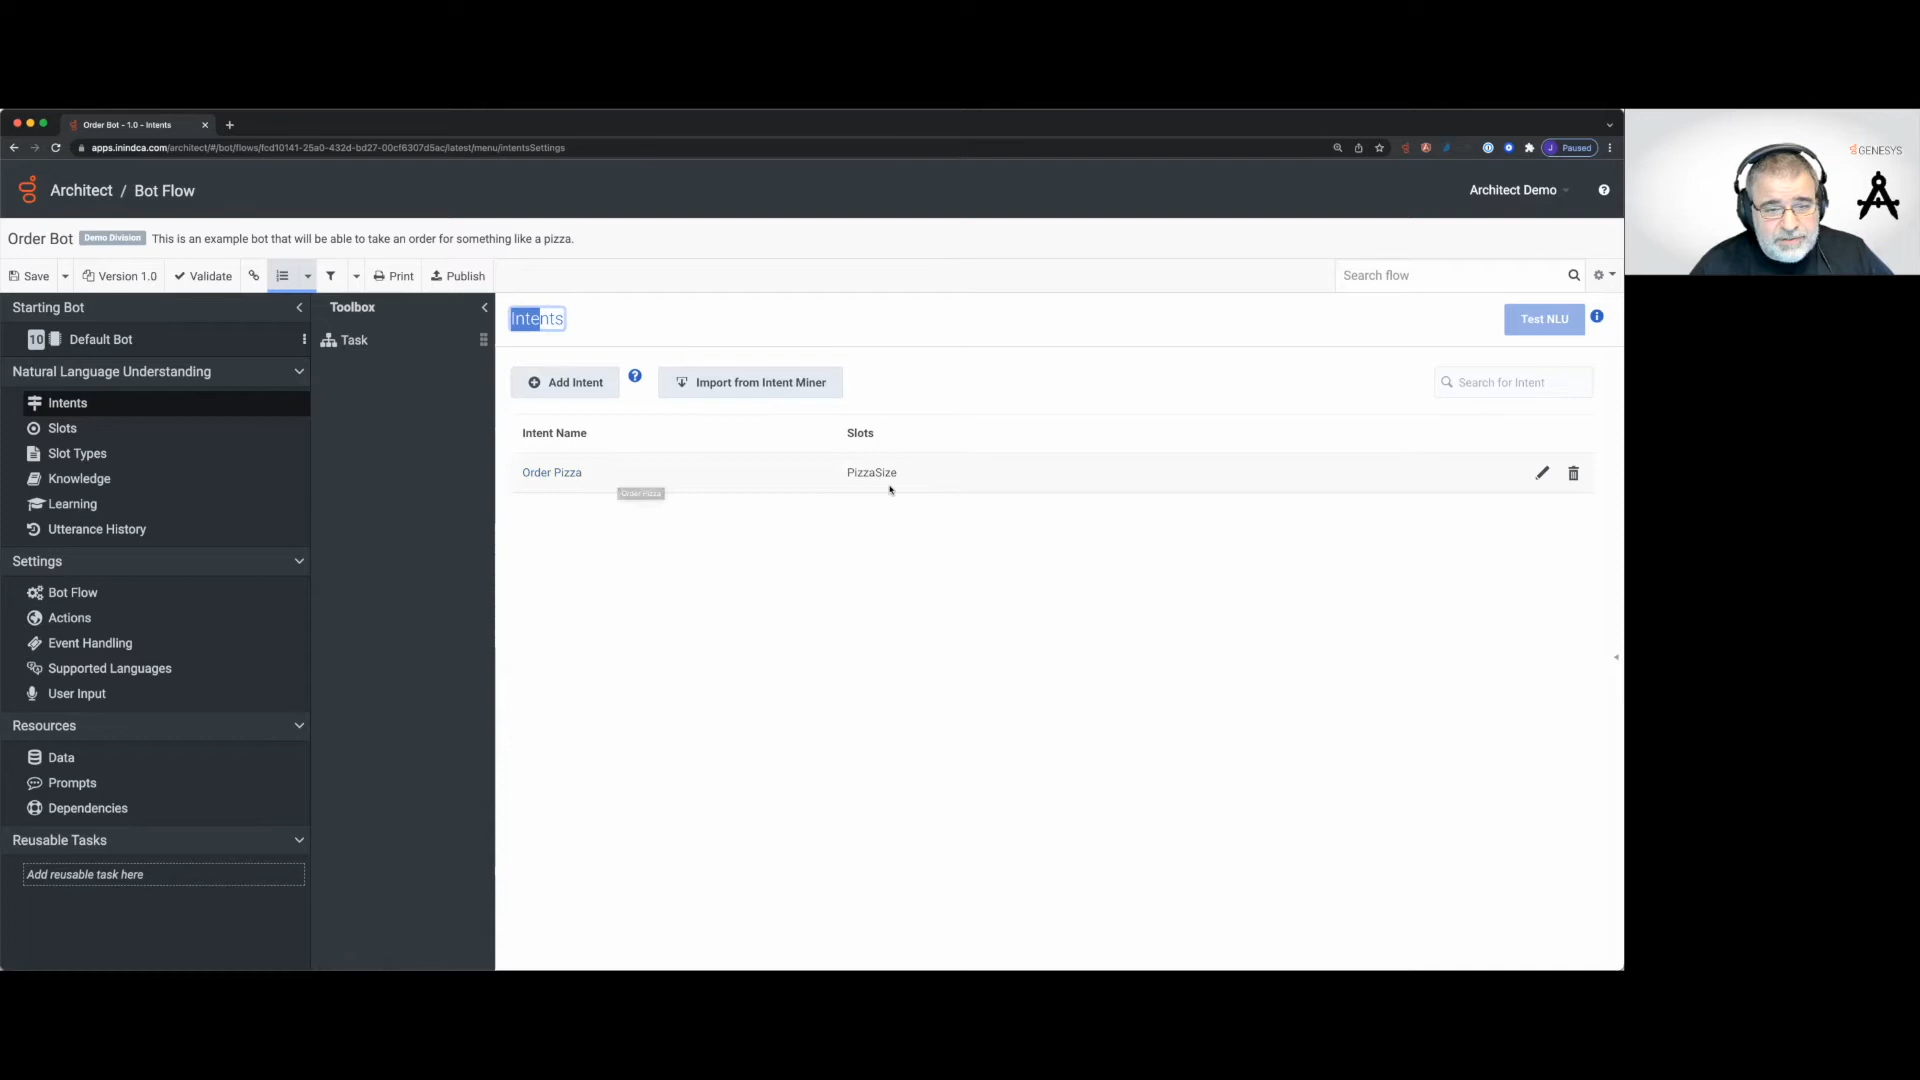 Order Bot - 1.0 - Intents
apps.inindca.com/architect/#/bot/flows/fcd10141-25a0-432d-bd27-00cf6307d5ac/latest/menu/intentsSettings
J Paused
GENESYS
Architect / Bot Flow
Architect Demo
Order Bot Demo Division This is an example bot that will be able to take an order for something like a pizza.
Save Version 1.0 Validate Print Publish Search flow
Starting Bot
10 Default Bot
Natural Language Understanding
Intents
Slots
Slot Types
Knowledge
Learning
Utterance History
Settings
Bot Flow
Actions
Event Handling
Supported Languages
User Input
Resources
Data
Prompts
Dependencies
Reusable Tasks
Add reusable task here
Toolbox
Task
Intents
Test NLU
Add Intent Import from Intent Miner Search for Intent
Intent Name Slots
Order Pizza PizzaSize
Order Pizza